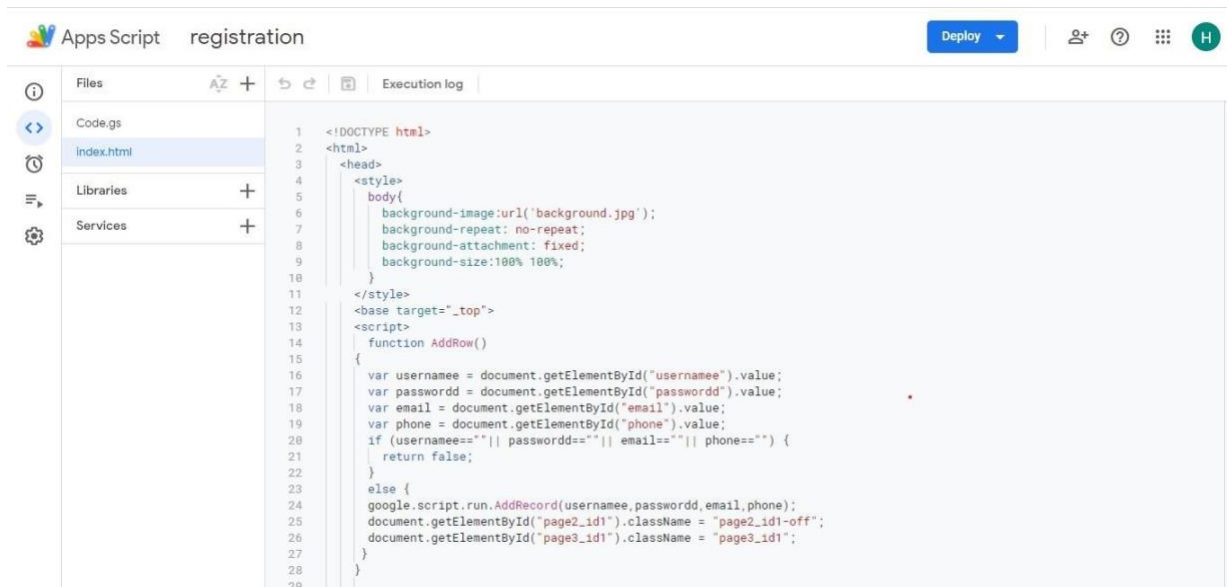 Apps Script registration Deploy H
Files AZ Execution log
Code.gs
index.html
Libraries
Services
1 <!DOCTYPE html>
2 <html>
3 <head>
4 <style>
5 body{
6 background-image:url('background.jpg');
7 background-repeat: no-repeat;
8 background-attachment: fixed;
9 background-size:100% 100%;
10 }
11 </style>
12 <base target="_top">
13 <script>
14 function AddRow()
15 {
16 var usernamee = document.getElementById("usernamee").value;
17 var passwordd = document.getElementById("passwordd").value;
18 var email = document.getElementById("email").value;
19 var phone = document.getElementById("phone").value;
20 if (usernamee==""|| passwordd==""|| email==""|| phone=="") {
21 return false;
22 }
23 else {
24 google.script.run.AddRecord(usernamee,passwordd,email,phone);
25 document.getElementById("page2_id1").className = "page2_id1-off";
26 document.getElementById("page3_id1").className = "page3_id1";
27 }
28 }
29